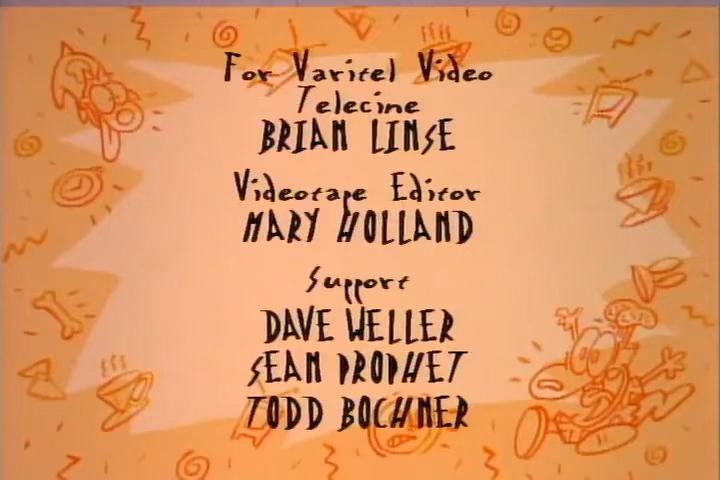 For Varitel Video
Telecine
BRIAN LINSE
Videotape Editor
MARY HOLLAND
Support
DAVE WELLER
SEAN PROPHET
TODD BOCHNER